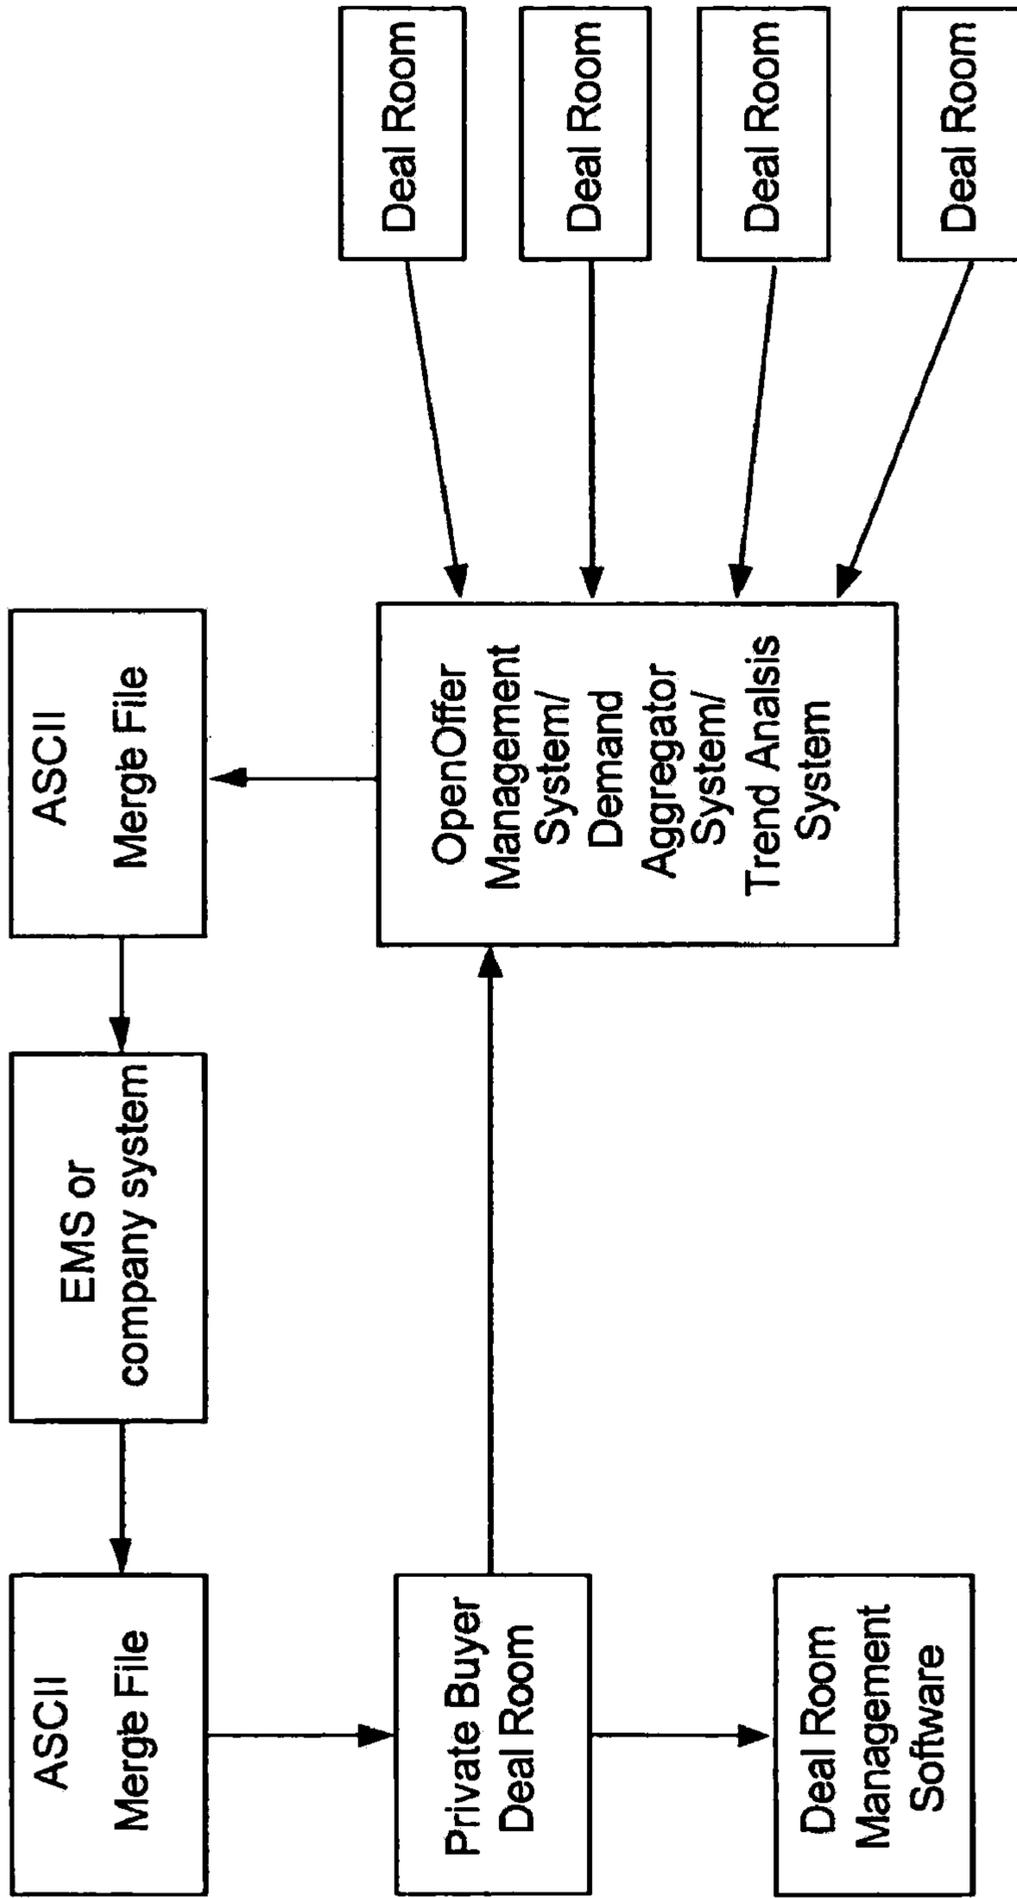 ASCII
Merge File
EMS or
company system
ASCII
Merge File
Private Buyer
Deal Room
OpenOffer
Management
System/
Demand
Aggregator
System/
Trend Analsis
System
Deal Room
Deal Room
Deal Room
Deal Room
Deal Room
Management
Software